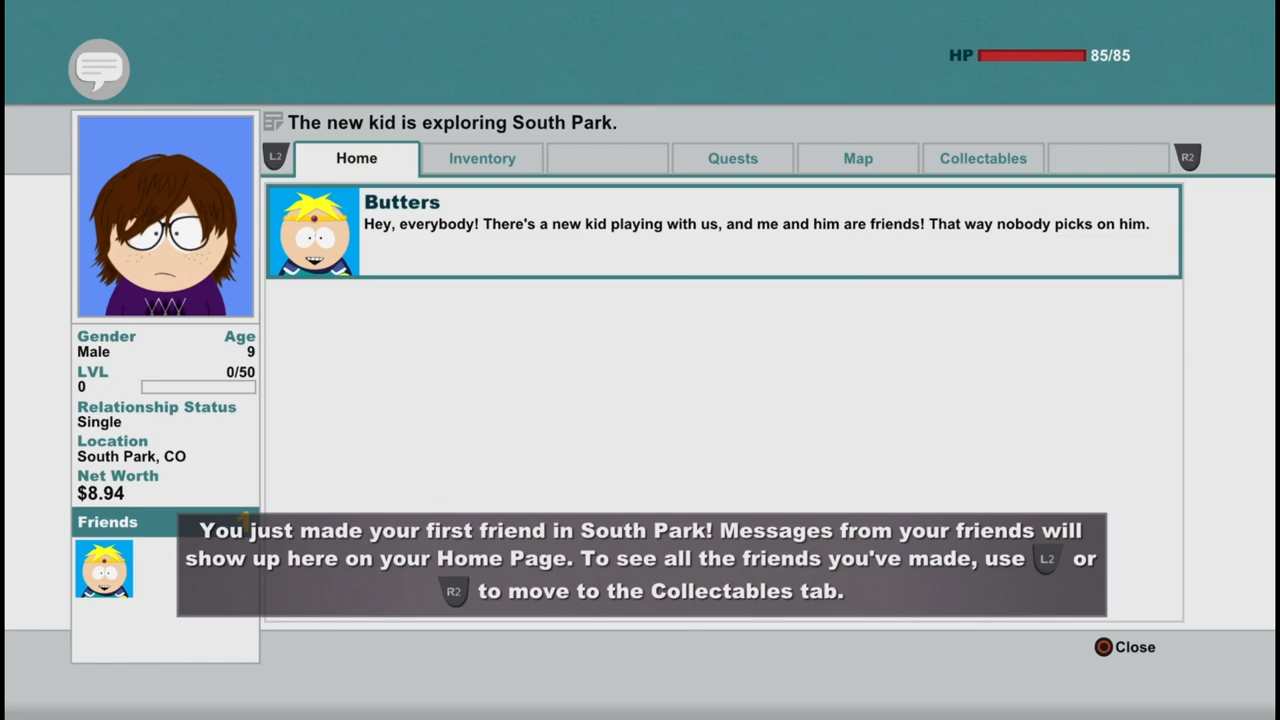 HP 85/85
The new kid is exploring South Park.
L2 Home Inventory Quests Map Collectables R2
Butters
Hey, everybody! There's a new kid playing with us, and me and him are friends! That way nobody picks on him.
Gender Age
Male 9
LVL 0/50
0
Relationship Status
Single
Location
South Park, CO
Net Worth
$8.94
Friends 1
You just made your first friend in South Park! Messages from your friends will
show up here on your Home Page. To see all the friends you've made, use L2 or
R2 to move to the Collectables tab.
Close